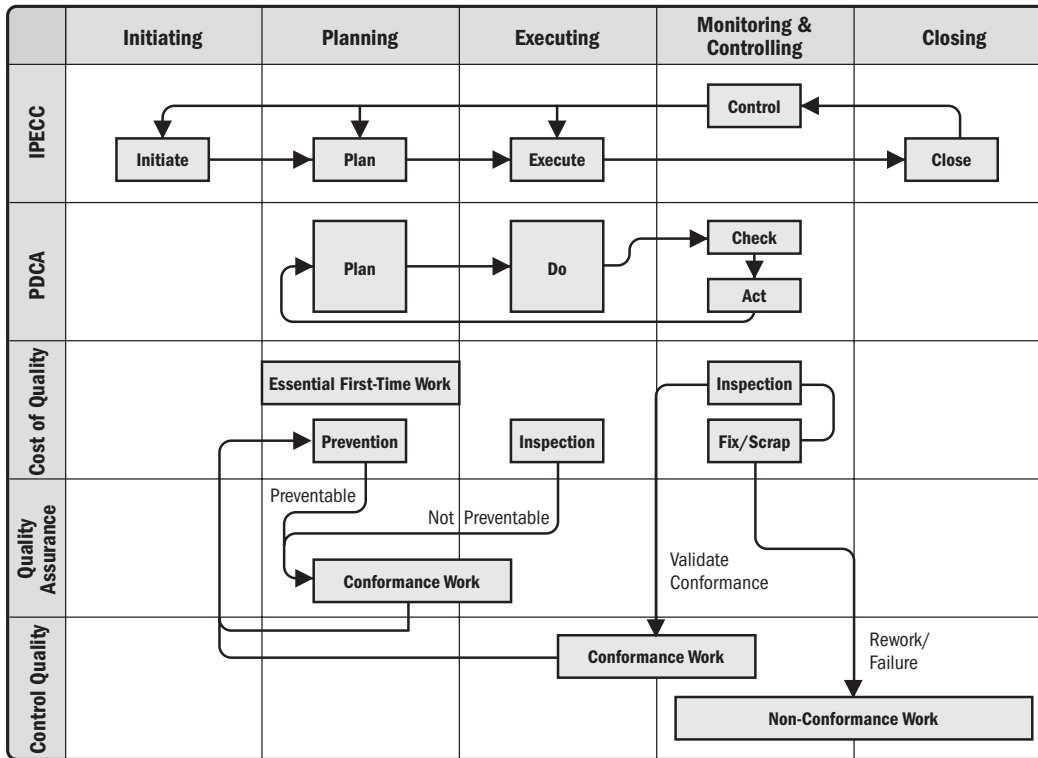 Initiating
Planning
Executing
Monitoring &
Controlling
Closing
IPECC
Control
Initiate
Plan
Execute
Close
PDCA
Plan
Do
Check
Act
Cost of Quality
Essential First-Time Work
Inspection
Prevention
Inspection
Fix/Scrap
Quality
Assurance
Preventable
Not Preventable
Conformance Work
Validate
Conformance
Control Quality
Conformance Work
Rework/
Failure
Non-Conformance Work